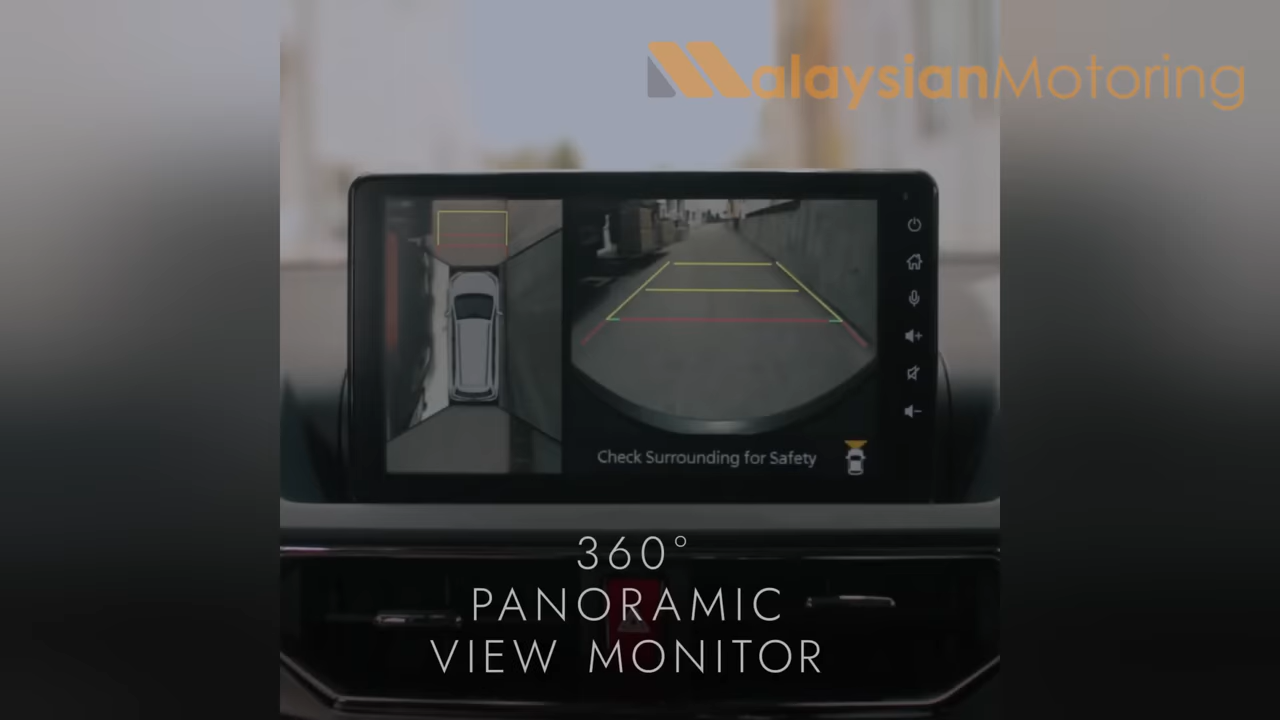 MalaysianMotoring
Check Surrounding for Safety
360°
PANORAMIC
VIEW MONITOR